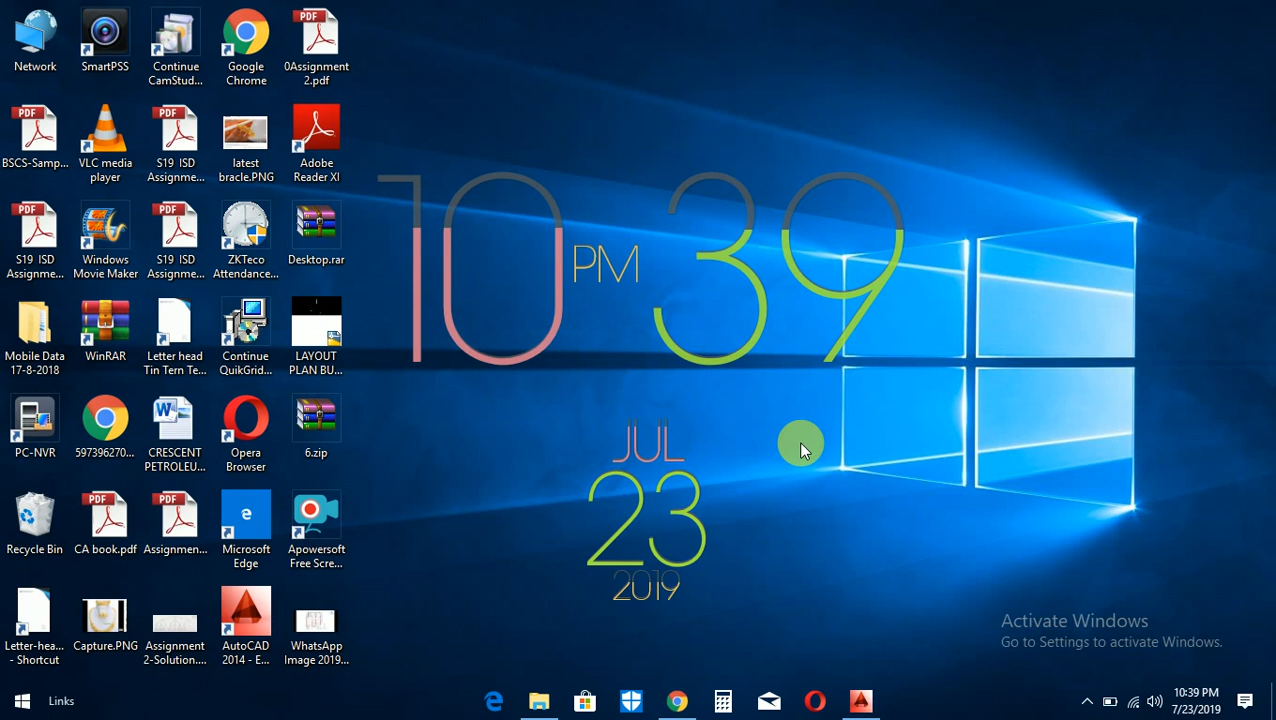 Network
SmartPSS
Continue
CamStud...
Google
Chrome
0Assignment
2.pdf
BSCS-Samp...
VLC media
player
S19 ISD
Assignme...
latest
bracle.PNG
Adobe
Reader XI
S19 ISD
Assignme...
Windows
Movie Maker
S19 ISD
Assignme...
ZKTeco
Attendance...
Desktop.rar
Mobile Data
17-8-2018
WinRAR
Letter head
Tin Tern Te...
Continue
QuikGrid...
LAYOUT
PLAN BU...
PC-NVR
597396270...
CRESCENT
PETROLEU...
Opera
Browser
6.zip
Recycle Bin
CA book.pdf
Assignmen...
Microsoft
Edge
Apowersoft
Free Scre...
Letter-hea...
- Shortcut
Capture.PNG
Assignment
2-Solution....
AutoCAD
2014 - E...
WhatsApp
Image 2019...
10 PM 39
JUL
23
2019
Activate Windows
Go to Settings to activate Windows.
Links
10:39 PM
7/23/2019